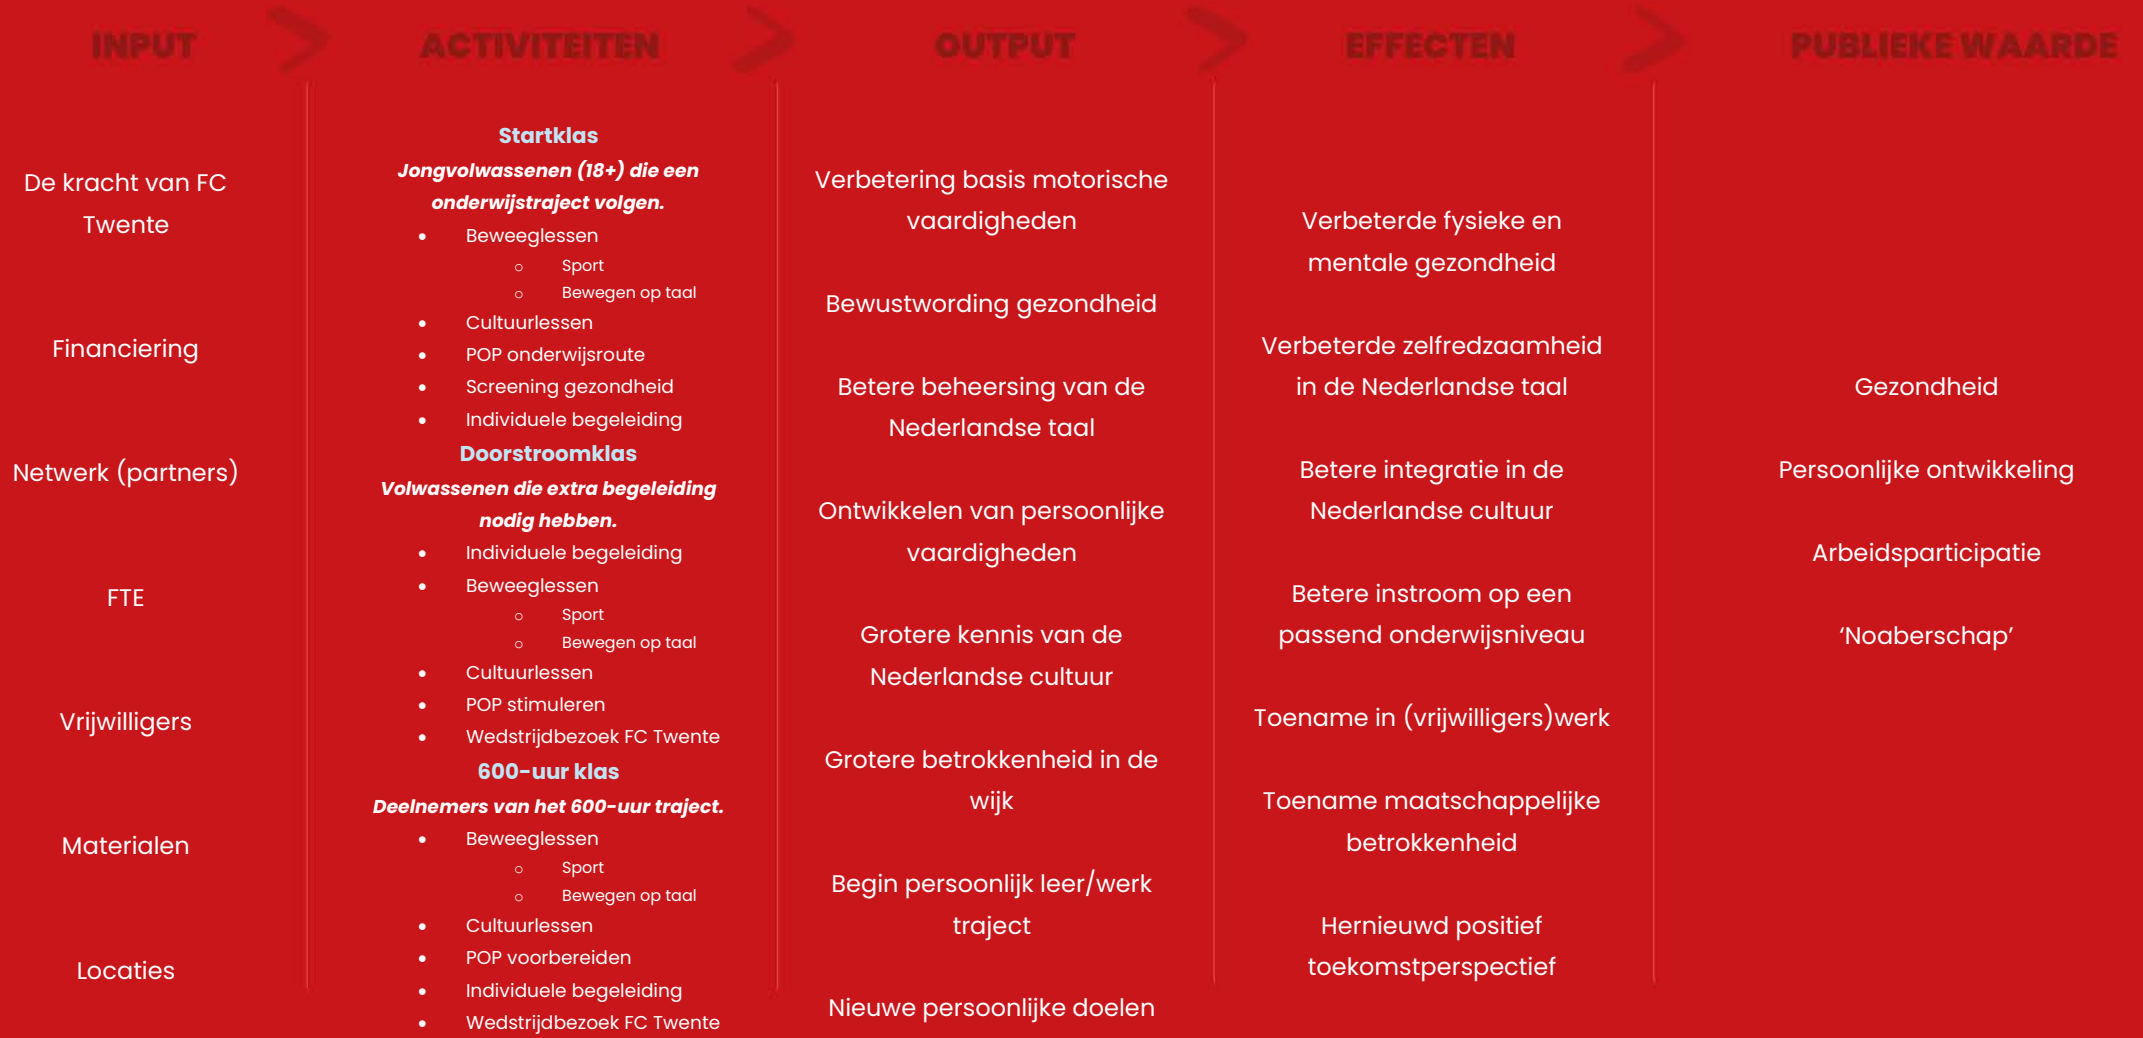 INPUT
ACTIVITEITEN
OUTPUT
EFFECTEN
PUBLIEKE WAARDE
De kracht van FC
Twente
Financiering
Netwerk (partners)
FTE
Vrijwilligers
Materialen
Locaties
Startklas
Jongvolwassenen (18+) die een
onderwijstraject volgen.
• Beweeglessen
o Sport
o Bewegen op taal
• Cultuurlessen
• POP onderwijsroute
• Screening gezondheid
• Individuele begeleiding
Doorstroomklas
Volwassenen die extra begeleiding
nodig hebben.
• Individuele begeleiding
• Beweeglessen
o Sport
o Bewegen op taal
• Cultuurlessen
• POP stimuleren
• Wedstrijdbezoek FC Twente
600-uur klas
Deelnemers van het 600-uur traject.
• Beweeglessen
o Sport
o Bewegen op taal
• Cultuurlessen
• POP voorbereiden
• Individuele begeleiding
• Wedstrijdbezoek FC Twente
Verbetering basis motorische
vaardigheden
Bewustwording gezondheid
Betere beheersing van de
Nederlandse taal
Ontwikkelen van persoonlijke
vaardigheden
Grotere kennis van de
Nederlandse cultuur
Grotere betrokkenheid in de
wijk
Begin persoonlijk leer/werk
traject
Nieuwe persoonlijke doelen
Verbeterde fysieke en
mentale gezondheid
Verbeterde zelfredzaamheid
in de Nederlandse taal
Betere integratie in de
Nederlandse cultuur
Betere instroom op een
passend onderwijsniveau
Toename in (vrijwilligers)werk
Toename maatschappelijke
betrokkenheid
Hernieuwd positief
toekomstperspectief
Gezondheid
Persoonlijke ontwikkeling
Arbeidsparticipatie
‘Noaberschap’